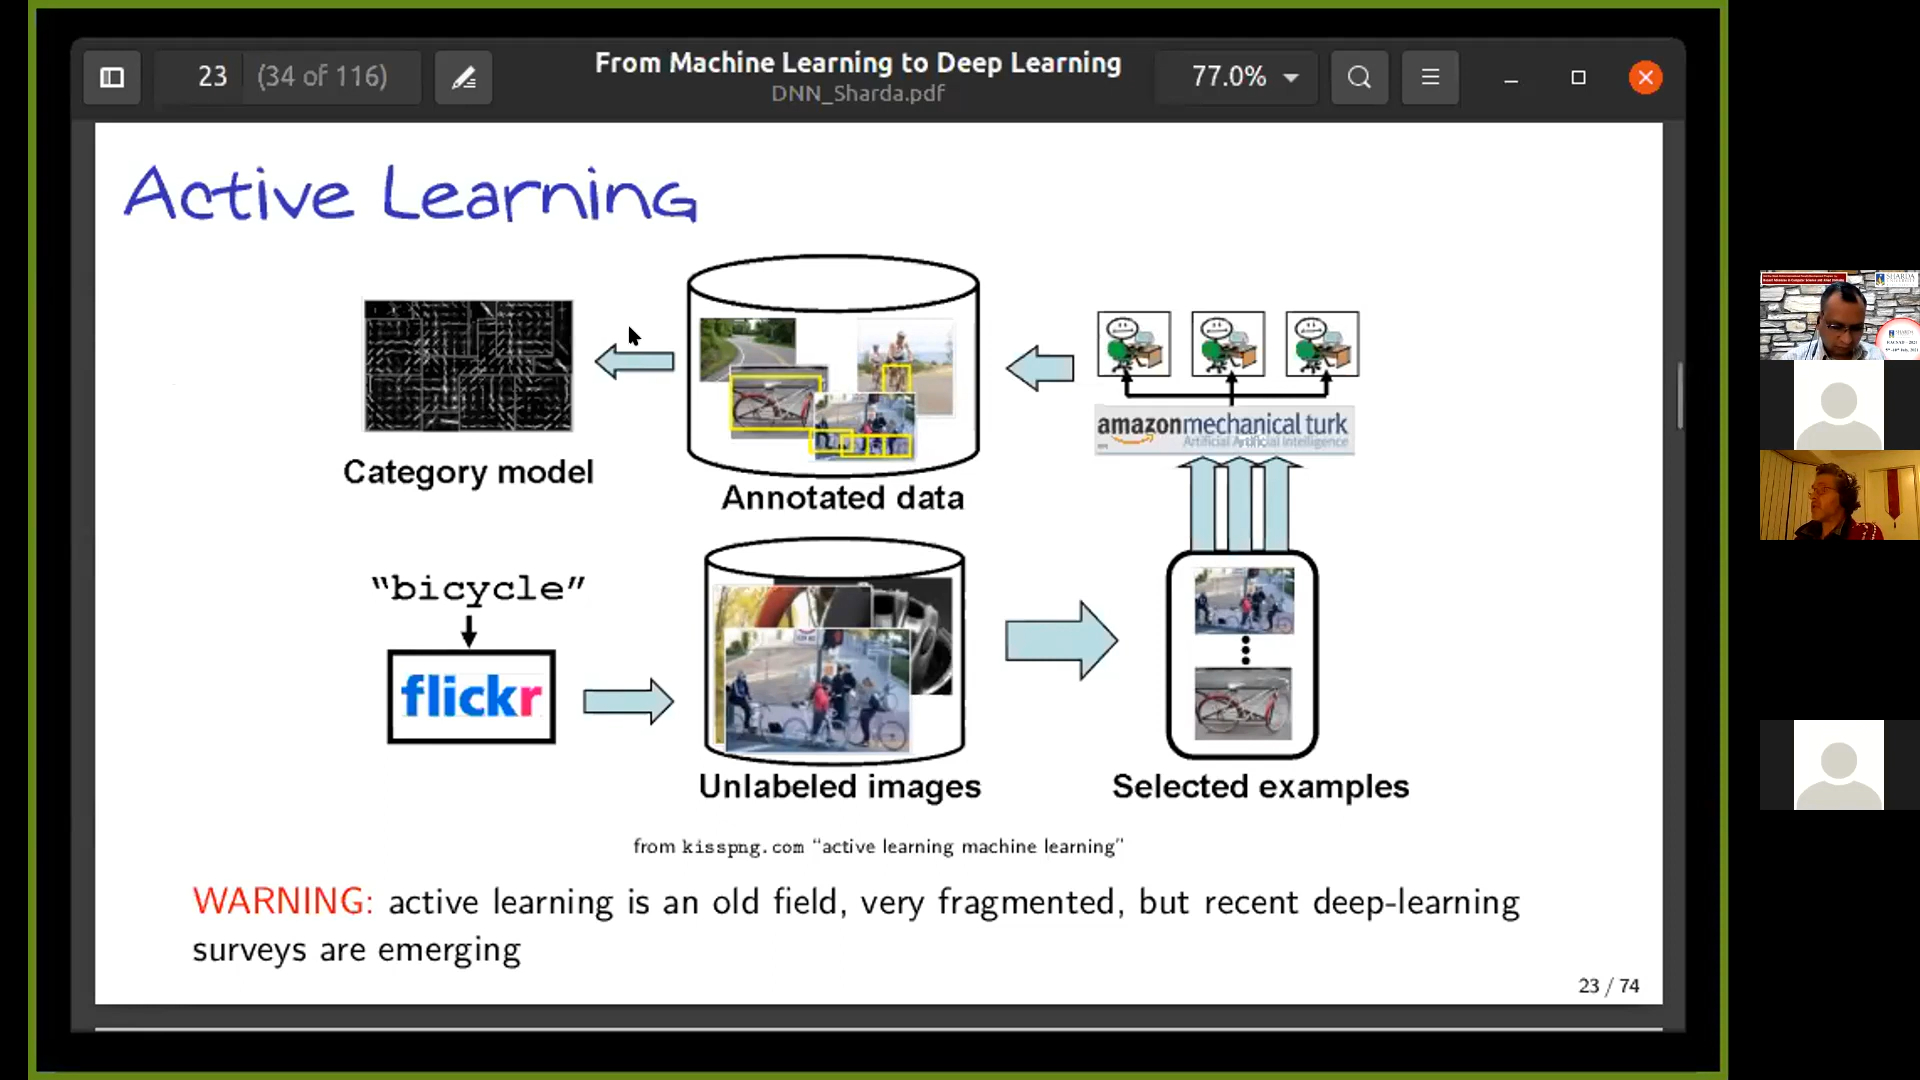 23 (34 of 116)
From Machine Learning to Deep Learning
DNN_Sharda.pdf
77.0%
Active Learning
amazonmechanical turk
Artificial Artificial Intelligence
Category model
Annotated data
“bicycle”
flickr
Unlabeled images
Selected examples
from kisspng.com “active learning machine learning”
WARNING: active learning is an old field, very fragmented, but recent deep-learning
surveys are emerging
23 / 74
SHARDA